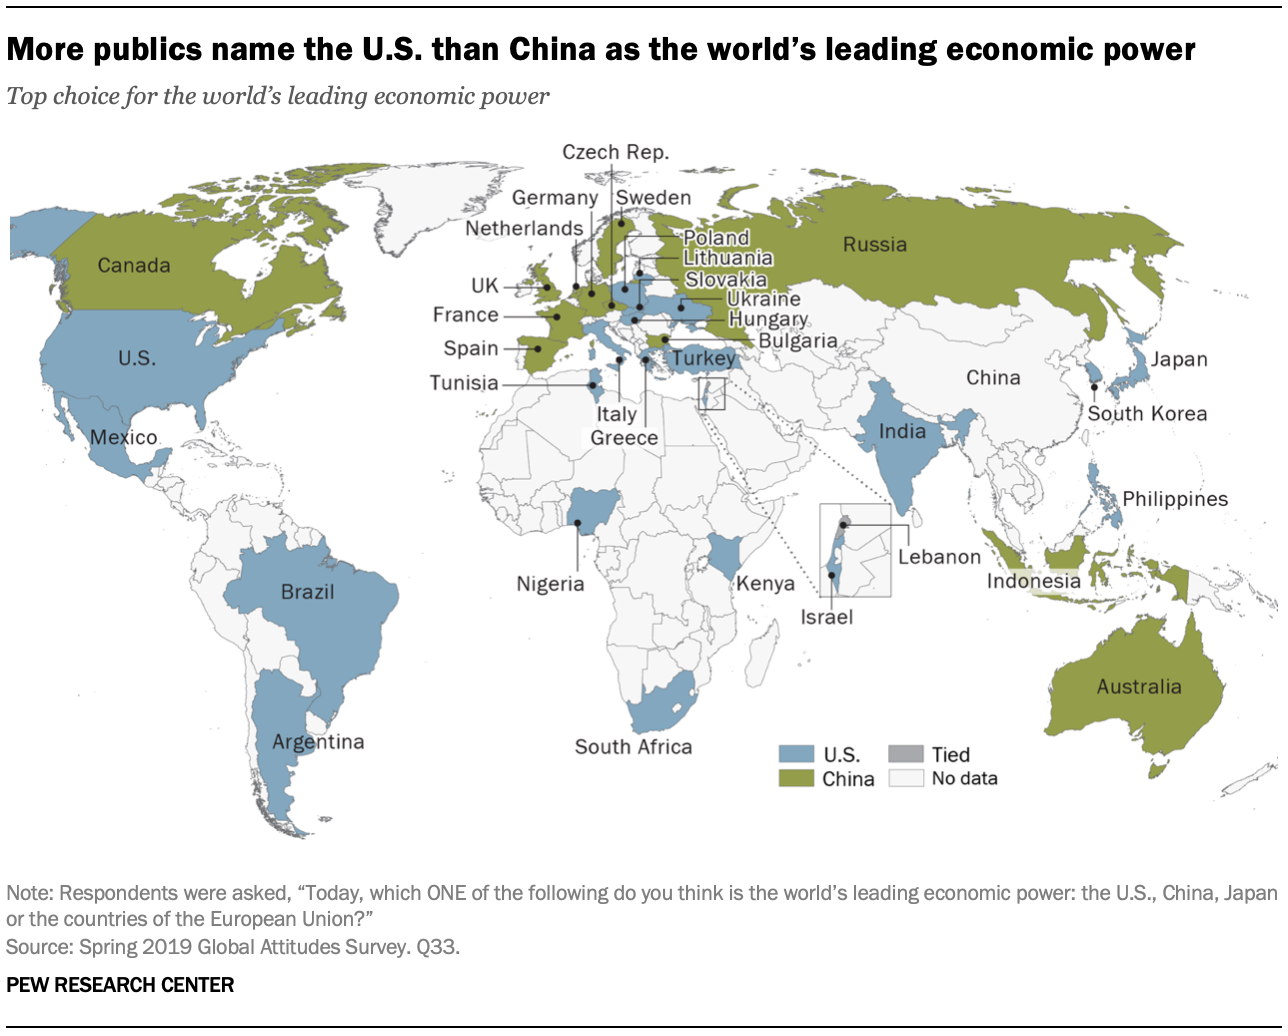 More publics name the U.S. than China as the world's leading economic power
Top choice for the world's leading economic power
Czech Rep.
Germany
Sweden
Netherlands
Poland
Lithuania
Slovakia
Ukraine
Hungary
Bulgaria
Turkey
UK
France
Spain
Tunisia
Italy
Greece
Canada
U.S.
Mexico
Brazil
Argentina
Russia
China
Japan
South Korea
India
Philippines
Nigeria
Kenya
Lebanon
Israel
Indonesia
Australia
South Africa
U.S.
China
Tied
No data
Note: Respondents were asked, “Today, which ONE of the following do you think is the world's leading economic power: the U.S., China, Japan
or the countries of the European Union?”
Source: Spring 2019 Global Attitudes Survey. Q33.
PEW RESEARCH CENTER